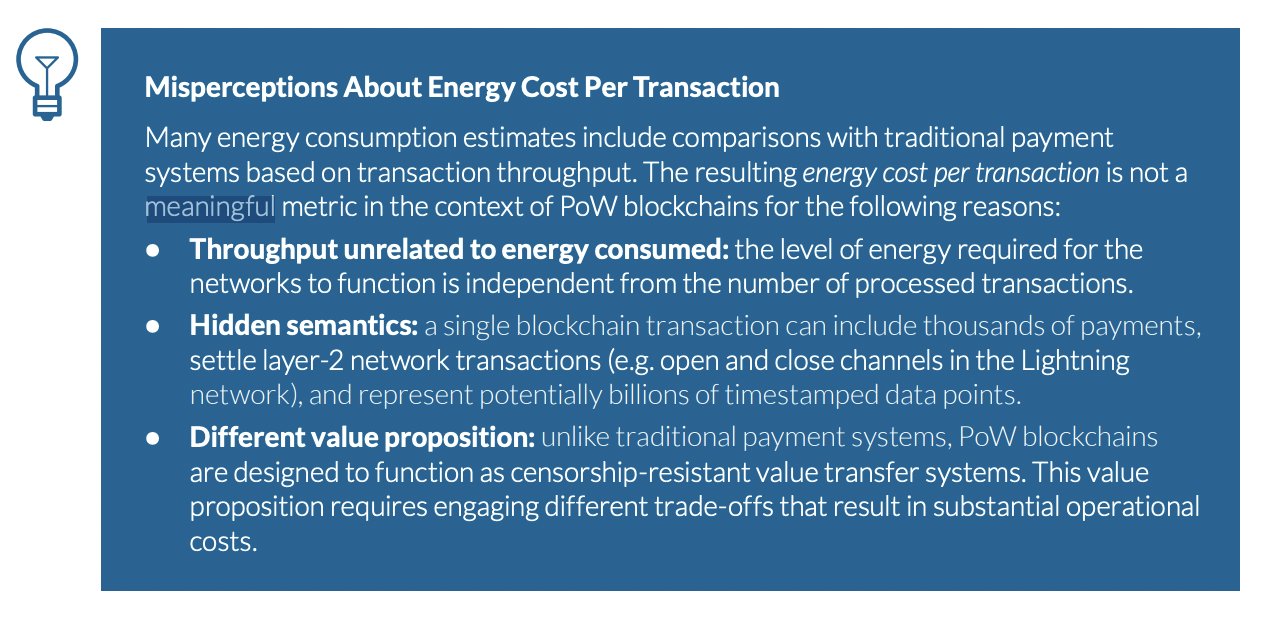 Misperceptions About Energy Cost Per Transaction
Many energy consumption estimates include comparisons with traditional payment
systems based on transaction throughput. The resulting energy cost per transaction is not a
meaningful metric in the context of PoW blockchains for the following reasons:
● Throughput unrelated to energy consumed: the level of energy required for the
networks to function is independent from the number of processed transactions.
● Hidden semantics: a single blockchain transaction can include thousands of payments,
settle layer-2 network transactions (e.g. open and close channels in the Lightning
network), and represent potentially billions of timestamped data points.
● Different value proposition: unlike traditional payment systems, PoW blockchains
are designed to function as censorship-resistant value transfer systems. This value
proposition requires engaging different trade-offs that result in substantial operational
costs.